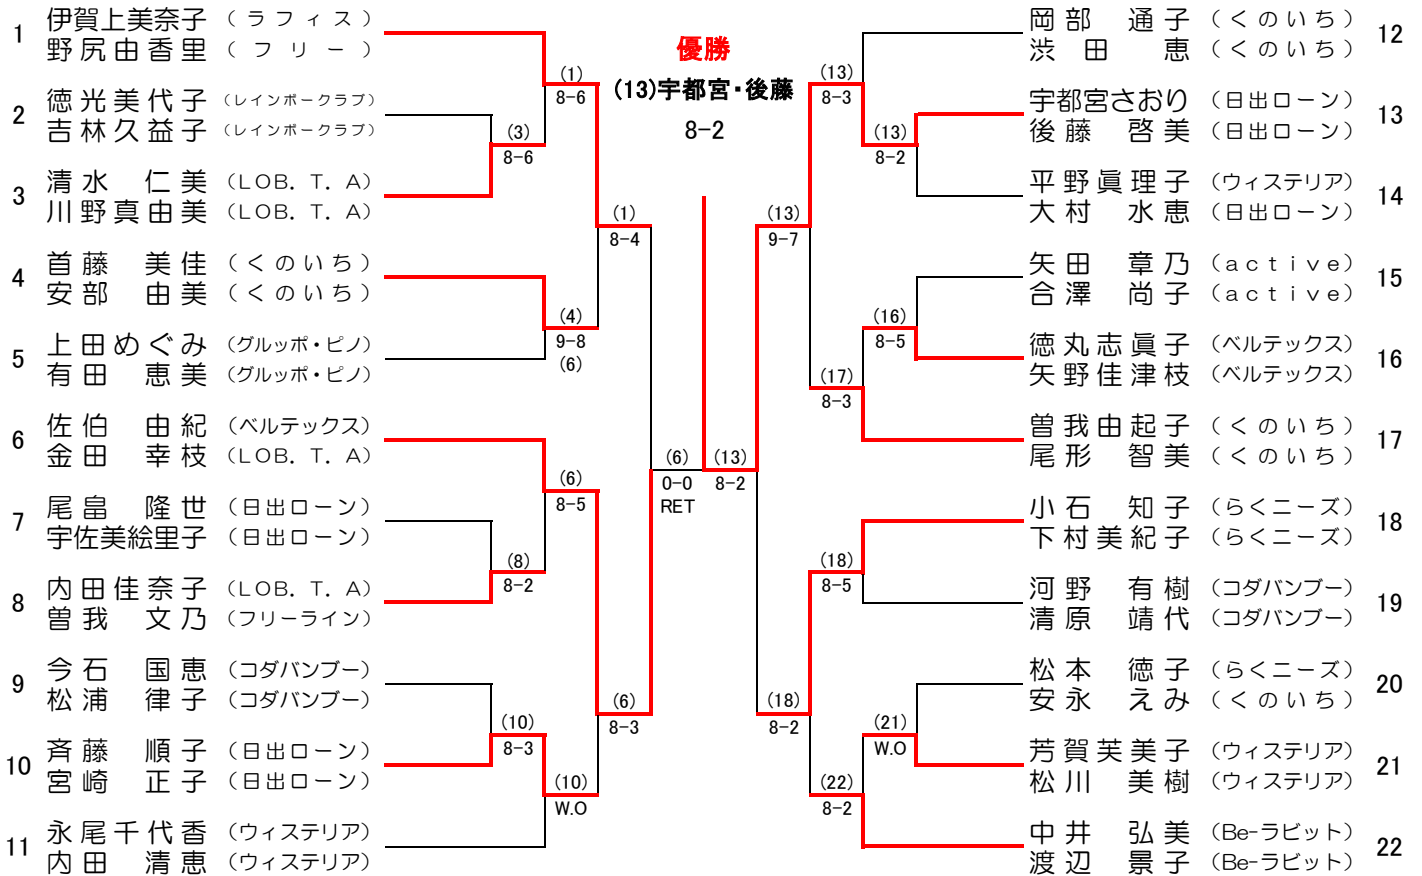 1
伊賀上美奈子 (ラフィス)
野尻由香里 (フリー)
2
徳光美代子 (レインボークラブ)
吉林久益子 (レインボークラブ)
3
清水 仁美 (LOB. T. A)
川野真由美 (LOB. T. A)
4
首藤 美佳 (くのいち)
安部 由美 (くのいち)
5
上田めぐみ (グルッポ・ピノ)
有田 恵美 (グルッポ・ピノ)
6
佐伯 由紀 (ベルテックス)
金田 幸枝 (LOB. T. A)
7
尾畠 隆世 (日出ローン)
宇佐美絵里子 (日出ローン)
8
内田佳奈子 (LOB. T. A)
曽我 文乃 (フリーライン)
9
今石 国恵 (コダバンブー)
松浦 律子 (コダバンブー)
10
斉藤 順子 (日出ローン)
宮崎 正子 (日出ローン)
11
永尾千代香 (ウィステリア)
内田 清恵 (ウィステリア)
(1)
8-6
(3)
8-6
(1)
8-4
(4)
9-8
(6)
(6)
8-5
(8)
8-2
(6)
8-3
(10)
8-3
(10)
W.O
(6)
0-0
RET
優勝
(13)宇都宮・後藤
8-2
(13)
8-2
(13)
8-3
(13)
8-2
(13)
9-7
(16)
8-5
(17)
8-3
(18)
8-5
(18)
8-2
(21)
W.O
(22)
8-2
岡部 通子 (くのいち)
渋田 恵 (くのいち)
12
宇都宮さおり (日出ローン)
後藤 啓美 (日出ローン)
13
平野眞理子 (ウィステリア)
大村 水恵 (日出ローン)
14
矢田 章乃 (active)
合澤 尚子 (active)
15
徳丸志眞子 (ベルテックス)
矢野佳津枝 (ベルテックス)
16
曽我由起子 (くのいち)
尾形 智美 (くのいち)
17
小石 知子 (らくニーズ)
下村美紀子 (らくニーズ)
18
河野 有樹 (コダバンブー)
清原 靖代 (コダバンブー)
19
松本 徳子 (らくニーズ)
安永 えみ (くのいち)
20
芳賀芙美子 (ウィステリア)
松川 美樹 (ウィステリア)
21
中井 弘美 (Be-ラビット)
渡辺 景子 (Be-ラビット)
22